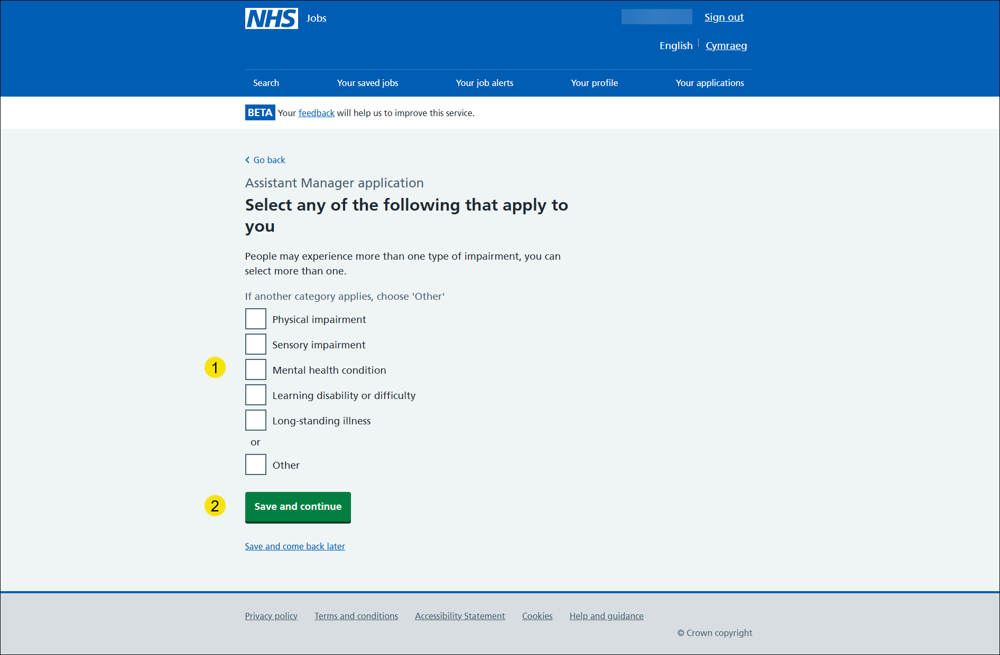 NHS Jobs
Sign out
English Cymraeg
Search Your saved jobs Your job alerts Your profile Your applications
BETA Your feedback will help us to improve this service.
Go back
Assistant Manager application
Select any of the following that apply to
you
People may experience more than one type of impairment, you can
select more than one.
If another category applies, choose 'Other'
Physical impairment
Sensory impairment
1 Mental health condition
Learning disability or difficulty
Long-standing illness
or
Other
2 Save and continue
Save and come back later
Privacy policy Terms and conditions Accessibility Statement Cookies Help and guidance
© Crown copyright